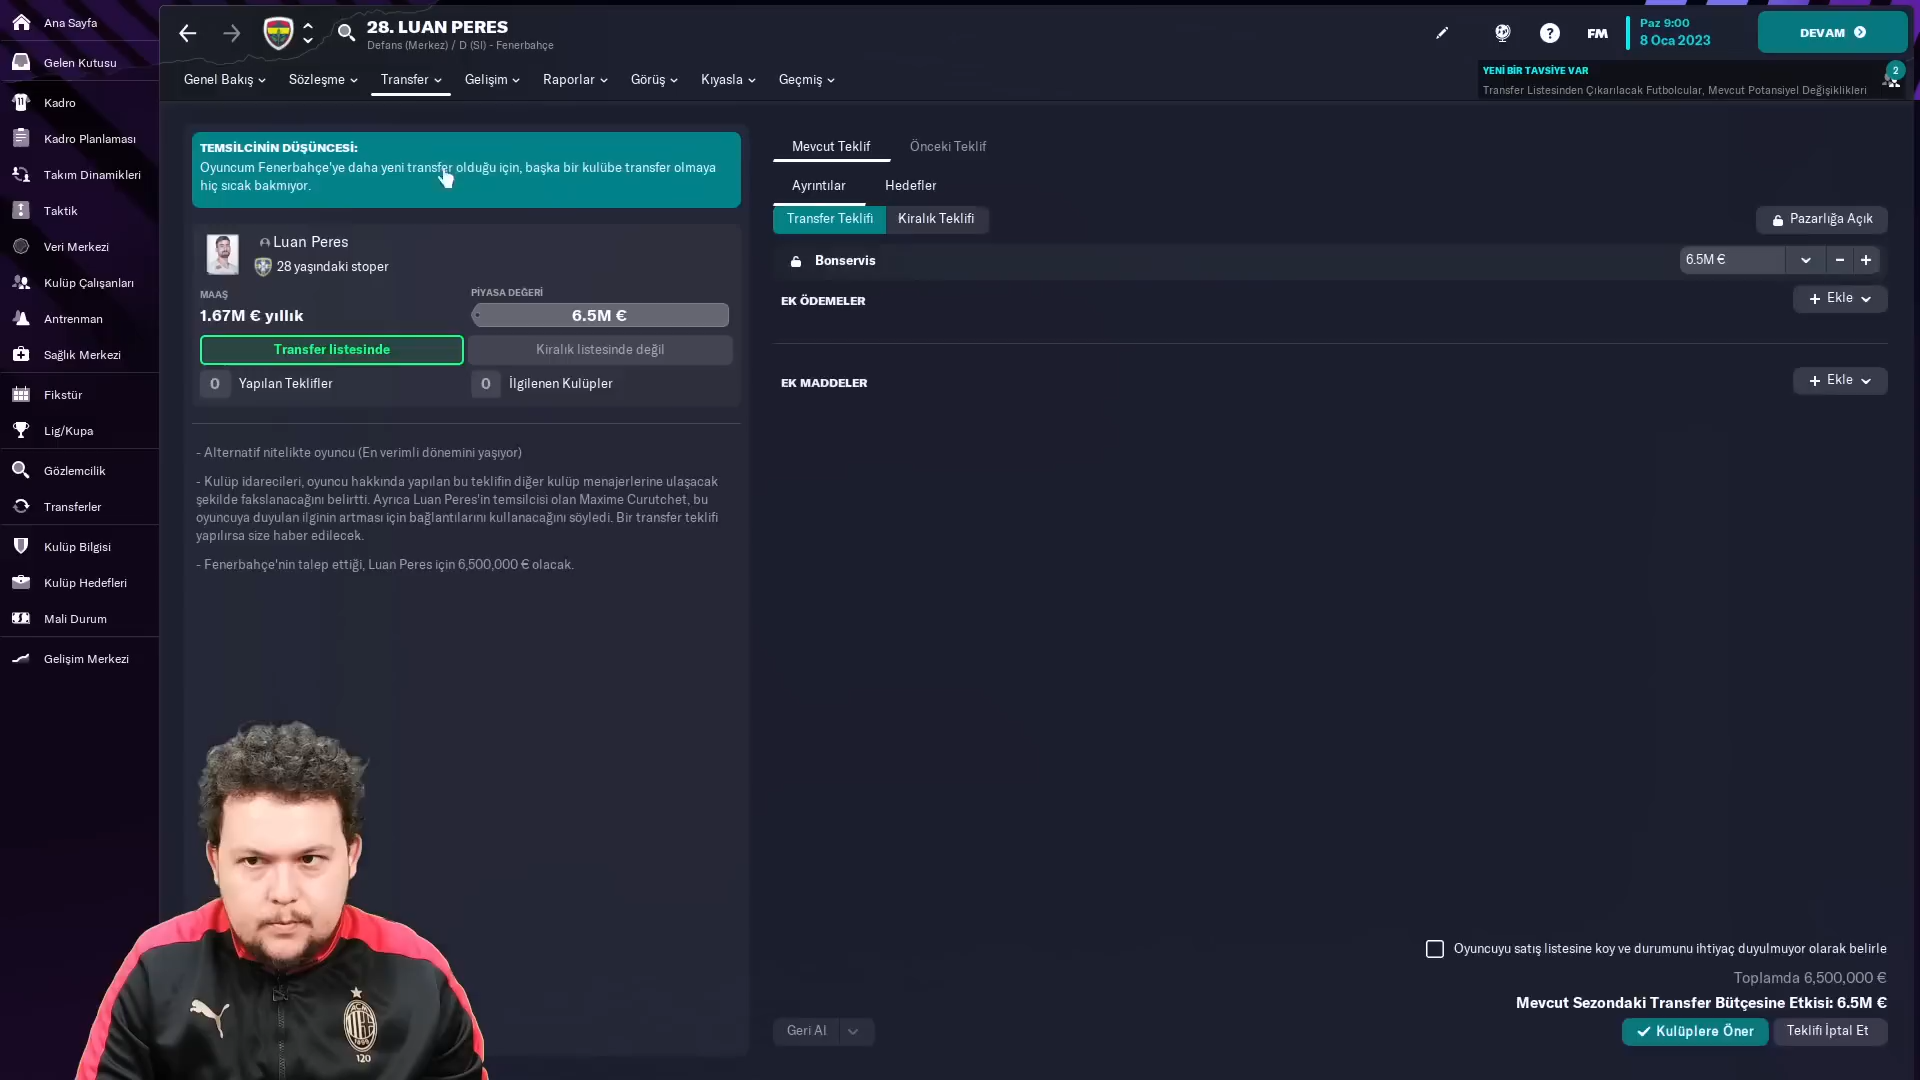 Ana Sayfa
Gelen Kutusu
Kadro
Kadro Planlaması
Takım Dinamikleri
Taktik
Veri Merkezi
Kulüp Çalışanları
Antrenman
Sağlık Merkezi
Fikstür
Lig/Kupa
Gözlemcilik
Transferler
Kulüp Bilgisi
Kulüp Hedefleri
Mali Durum
Gelişim Merkezi
28. LUAN PERES
Defans (Merkez) / D (Sl) - Fenerbahçe
FM
Paz 9:00
8 Oca 2023
DEVAM
Genel Bakış
Sözleşme
Transfer
Gelişim
Raporlar
Görüş
Kıyasla
Geçmiş
YENİ BİR TAVSİYE VAR
2
Transfer Listesinden Çıkarılacak Futbolcular, Mevcut Potansiyel Değişiklikleri
TEMSİLCİNİN DÜŞÜNCESİ:
Oyuncum Fenerbahçe'ye daha yeni transfer olduğu için, başka bir kulübe transfer olmaya
hiç sıcak bakmıyor.
Luan Peres
28 yaşındaki stoper
MAAŞ
1.67M € yıllık
PİYASA DEĞERİ
6.5M €
Transfer listesinde
Kiralık listesinde değil
0 Yapılan Teklifler
0 İlgilenen Kulüpler
- Alternatif nitelikte oyuncu (En verimli dönemini yaşıyor)
- Kulüp idarecileri, oyuncu hakkında yapılan bu teklifin diğer kulüp menajerlerine ulaşacak
şekilde fakslanacağını belirtti. Ayrıca Luan Peres'in temsilcisi olan Maxime Curutchet, bu
oyuncuya duyulan ilginin artması için bağlantılarını kullanacağını söyledi. Bir transfer teklifi
yapılırsa size haber edilecek.
- Fenerbahçe'nin talep ettiği, Luan Peres için 6,500,000 € olacak.
Mevcut Teklif
Önceki Teklif
Ayrıntılar
Hedefler
Transfer Teklifi
Kiralık Teklifi
Pazarlığa Açık
Bonservis
6.5M €
EK ÖDEMELER
Ekle
EK MADDELER
Ekle
Oyuncuyu satış listesine koy ve durumunu ihtiyaç duyulmuyor olarak belirle
Toplamda 6,500,000 €
Mevcut Sezondaki Transfer Bütçesine Etkisi: 6.5M €
Geri Al
Kulüplere Öner
Teklifi İptal Et
ACM
1899
120